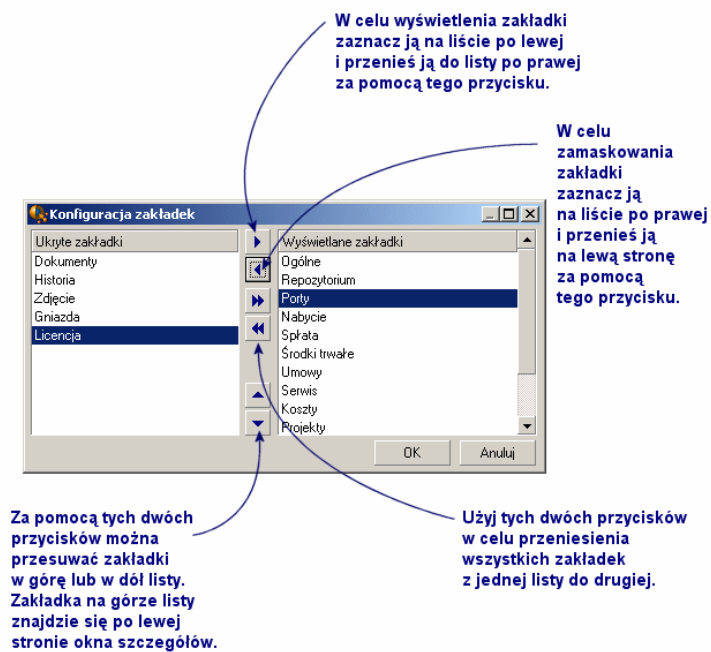 W celu wyświetlenia zakładki
zaznacz ją na liście po lewej
i przenieś ją do listy po prawej
za pomocą tego przycisku.
W celu
zamaskowania
zakładki
zaznacz ją
na liście po prawej
i przenieś ją
na lewą stronę
za pomocą
tego przycisku.
Konfiguracja zakładek
Ukryte zakładki
Dokumenty
Historia
Zdjęcie
Gniazda
Licencja
Wyświetlane zakładki
Ogólne
Repozytorium
Porty
Nabycie
Spłata
Środki trwałe
Umowy
Serwis
Koszty
Projekty
OK
Anuluj
Za pomocą tych dwóch
przycisków można
przesuwać zakładki
w górę lub w dół listy.
Zakładka na górze listy
znajdzie się po lewej
stronie okna szczegółów.
Użyj tych dwóch przycisków
w celu przeniesienia
wszystkich zakładek
z jednej listy do drugiej.